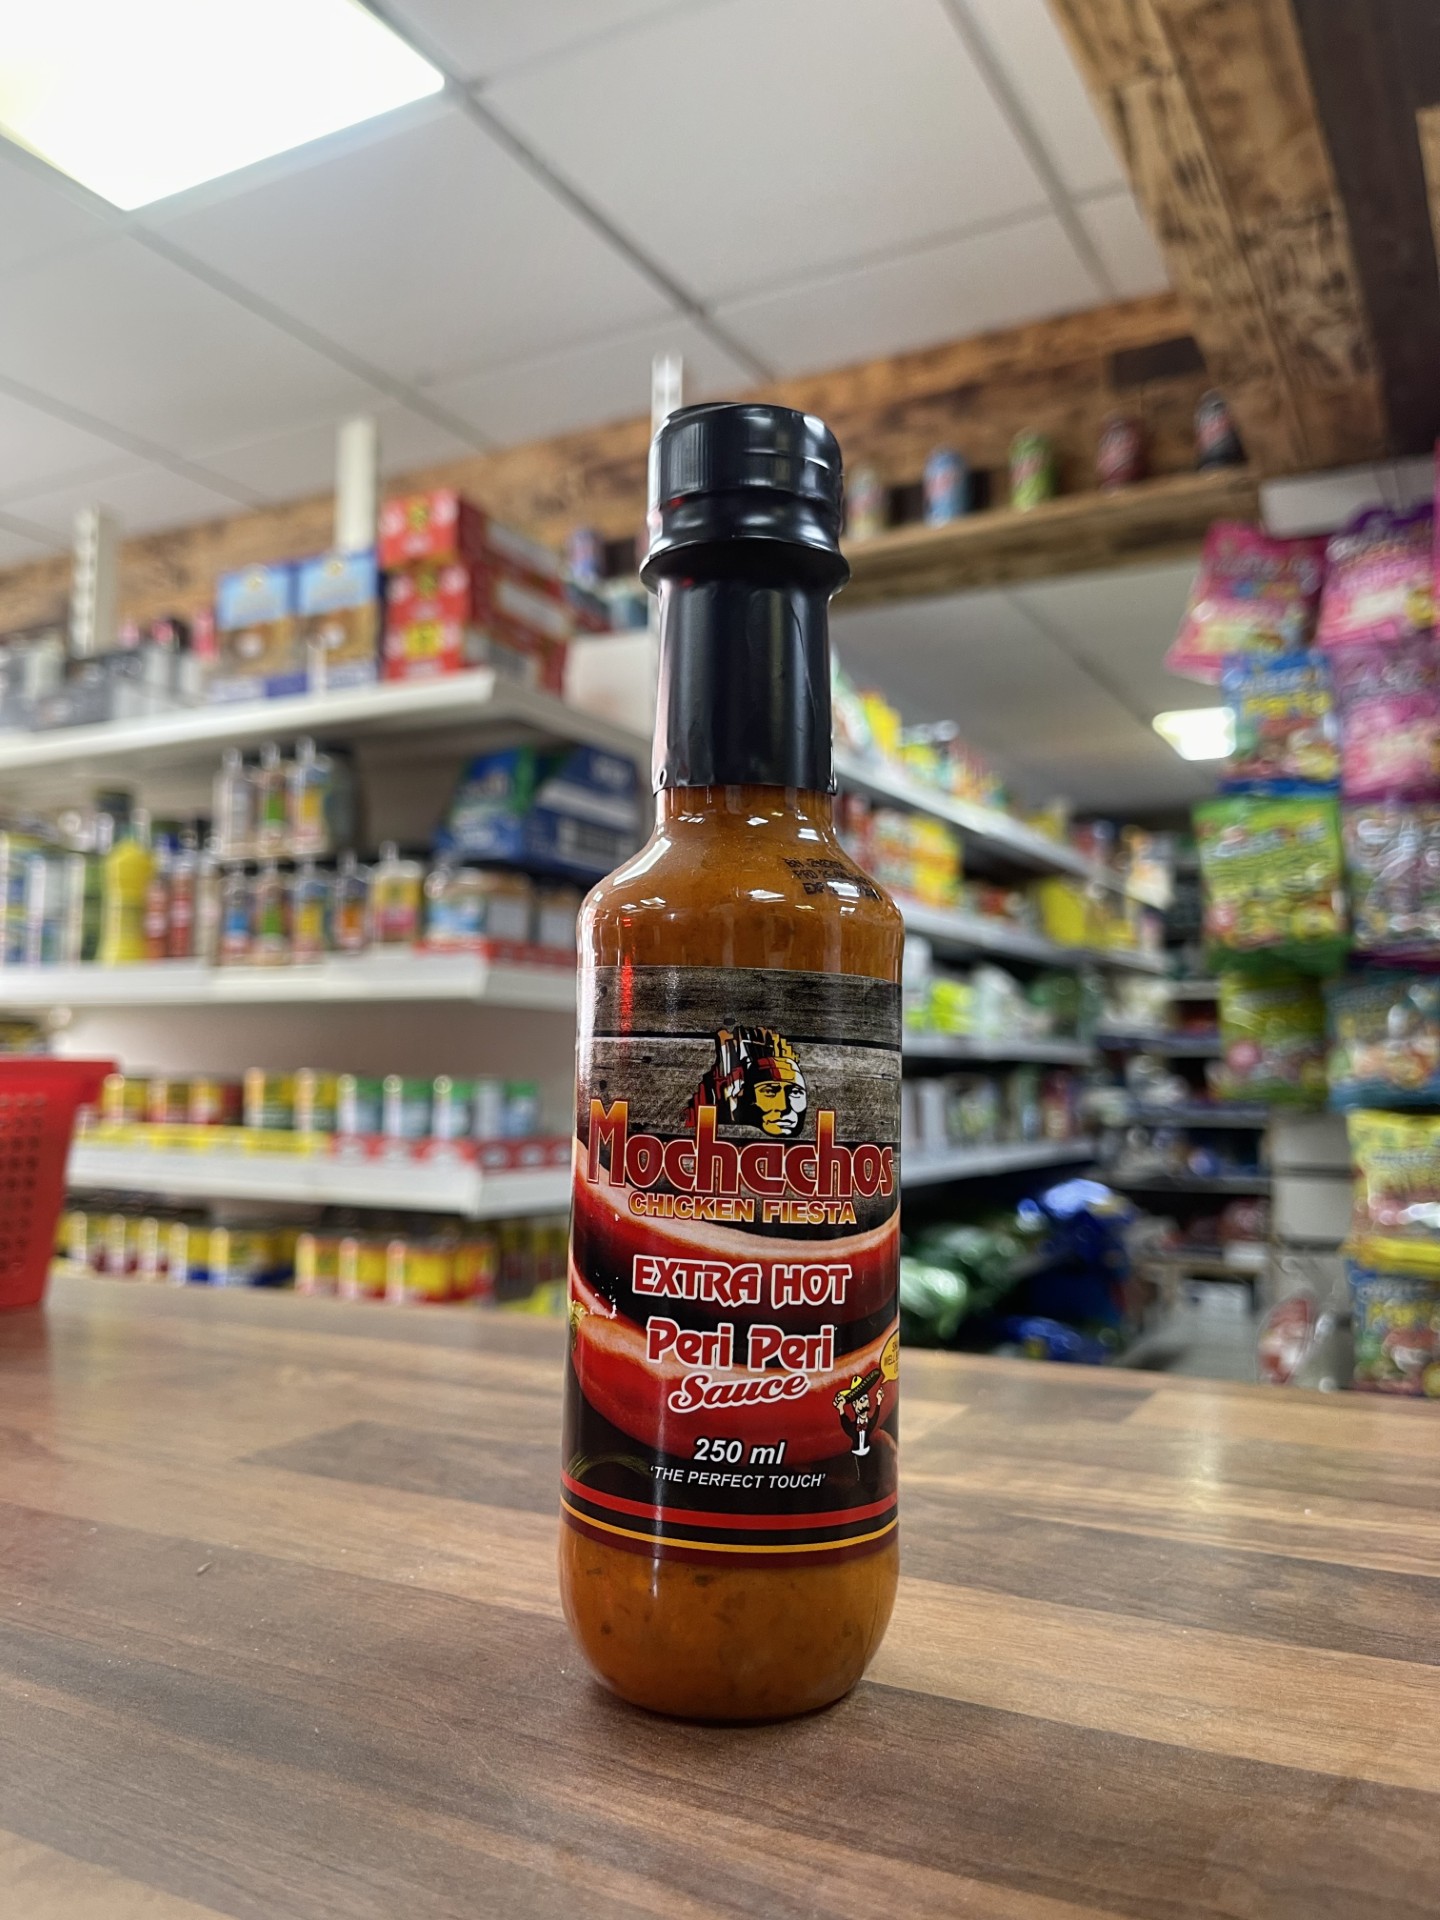 Mochachos
CHICKEN FIESTA
EXTRA HOT
Peri Peri
Sauce
250 ml
'THE PERFECT TOUCH'